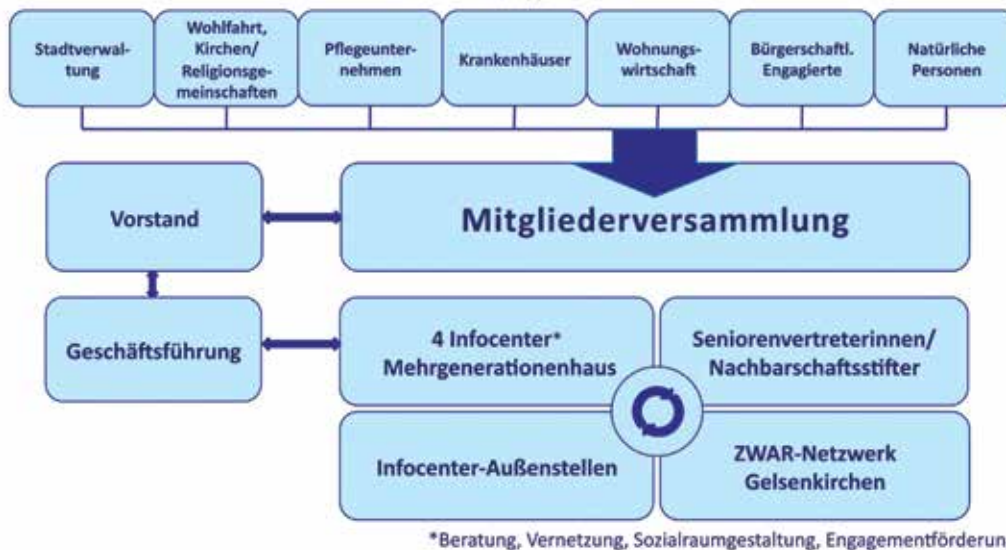 Stadtverwal-
tung
Wohlfahrt,
Kirchen/
Religionsge-
meinschaften
Pflegeunter-
nehmen
Krankenhäuser
Wohnungs-
wirtschaft
Bürgerschaftl.
Engagierte
Natürliche
Personen
Vorstand
Mitgliederversammlung
Geschäftsführung
4 Infocenter*
Mehrgenerationenhaus
Seniorenvertreterinnen/
Nachbarschaftsstifter
Infocenter-Außenstellen
ZWAR-Netzwerk
Gelsenkirchen
*Beratung, Vernetzung, Sozialraumgestaltung, Engagementförderun